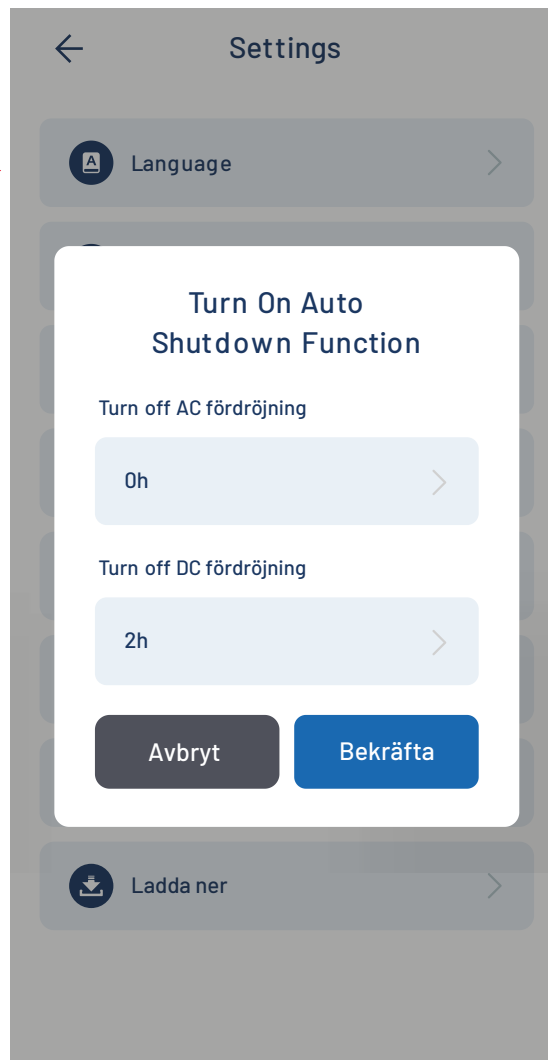 Settings
Language
Turn On Auto
Shutdown Function
Turn off AC fördröjning
0h
Turn off DC fördröjning
2h
Avbryt
Bekräfta
Ladda ner